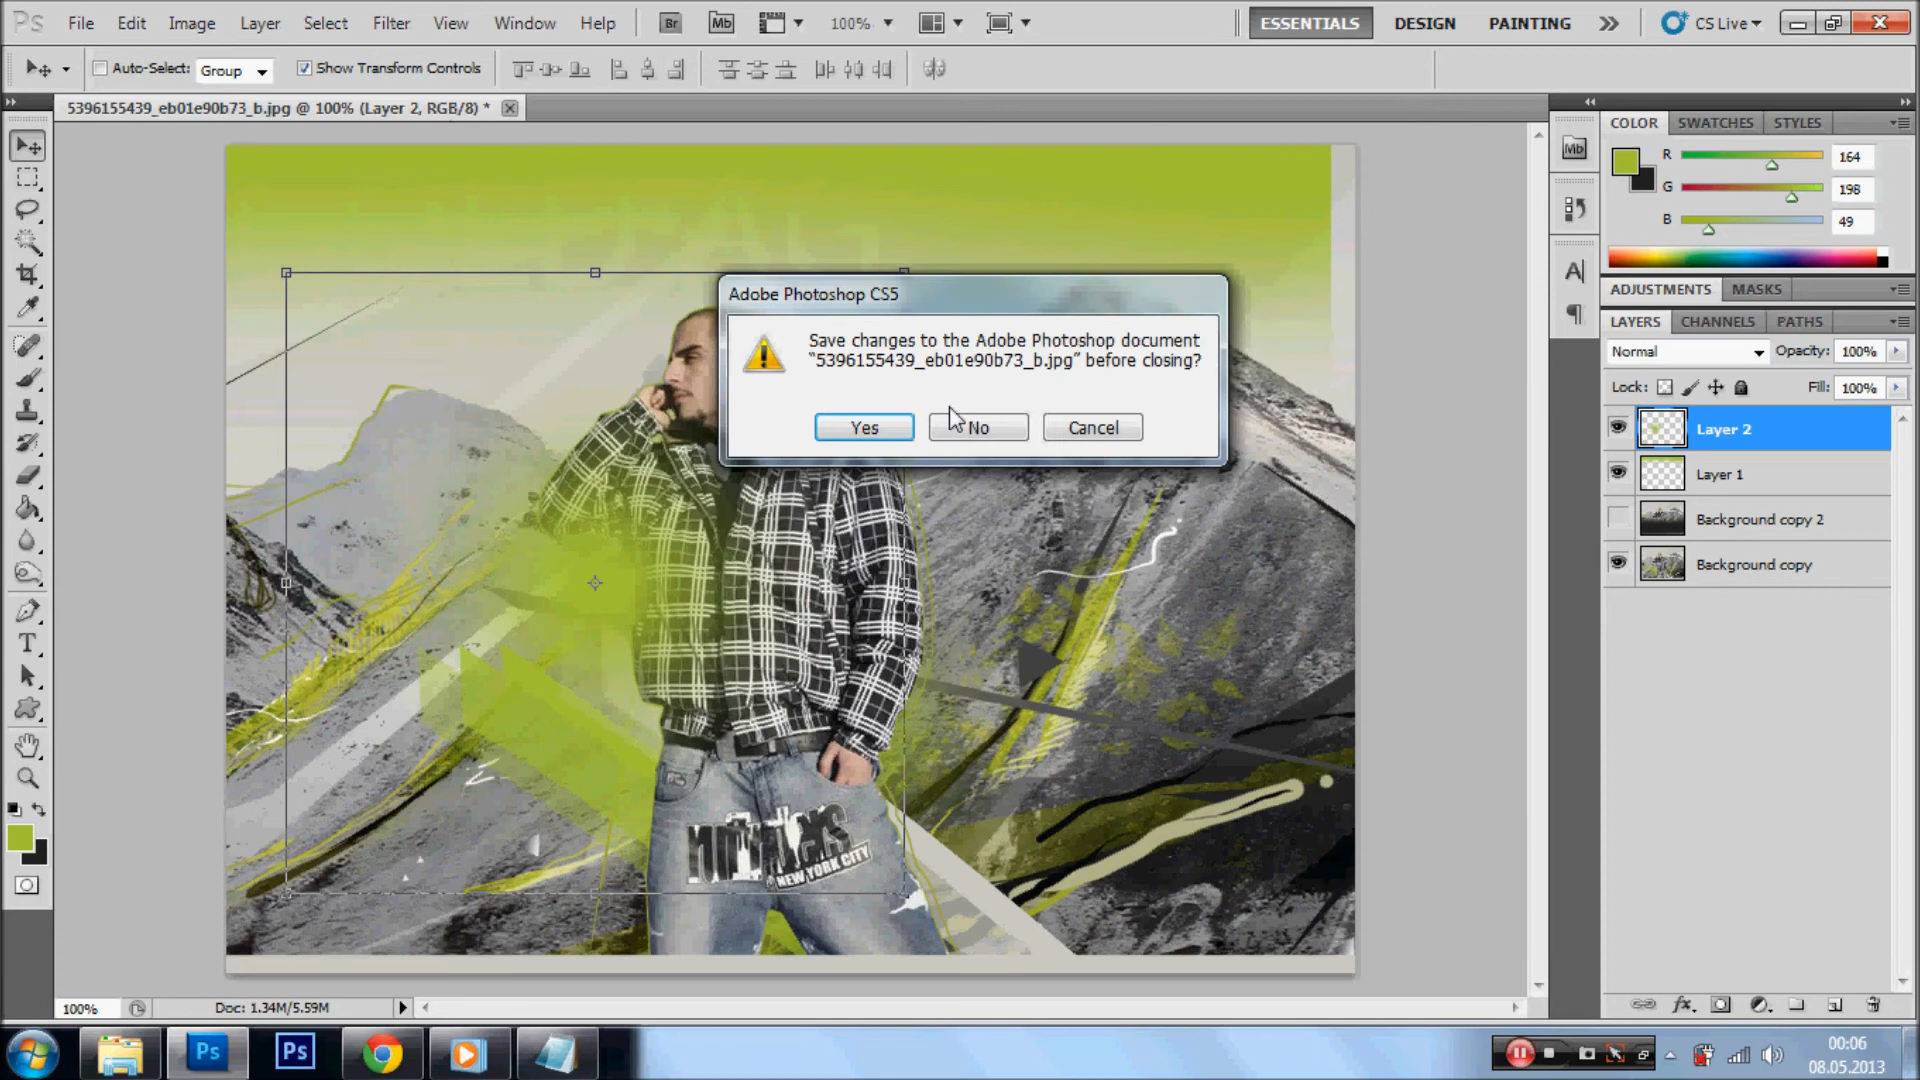 Ps File Edit Image Layer Select Filter View Window Help Br Mb 100% ESSENTIALS DESIGN PAINTING CS Live
Auto-Select: Group Show Transform Controls
5396155439_eb01e90b73_b.jpg @ 100% (Layer 2, RGB/8) *
COLOR SWATCHES STYLES
Mb
R 164
G 198
B 49
ADJUSTMENTS MASKS
LAYERS CHANNELS PATHS
Normal Opacity: 100%
Lock: Fill: 100%
Layer 2
Layer 1
Background copy 2
Background copy
Adobe Photoshop CS5
Save changes to the Adobe Photoshop document
"5396155439_eb01e90b73_b.jpg" before closing?
Yes No Cancel
NEW YORK CITY
100% Doc: 1.34M/5.59M
Ps Ps
00:06
08.05.2013